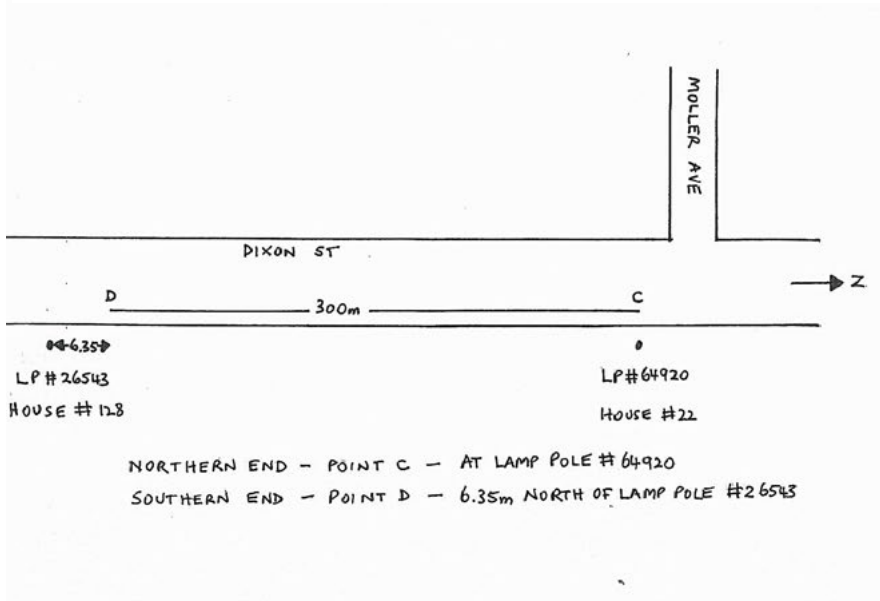 MOLLER AVE
DIXON ST
Z
D
C
300m
6.35
LP#26543
LP#64920
HOUSE #128
HOUSE #22
NORTHERN END - POINT C - AT LAMP POLE #64920
SOUTHERN END - POINT D - 6.35m NORTH OF LAMP POLE #26543